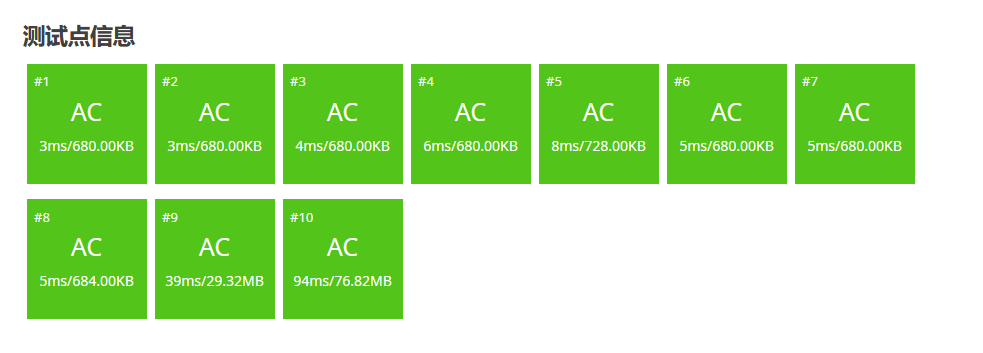 测试点信息
#1 #2 #3 #4 #5 #6 #7
AC AC AC AC AC AC AC
3ms/680.00KB 3ms/680.00KB 4ms/680.00KB 6ms/680.00KB 8ms/728.00KB 5ms/680.00KB 5ms/680.00KB
#8 #9 #10
AC AC AC
5ms/684.00KB 39ms/29.32MB 94ms/76.82MB